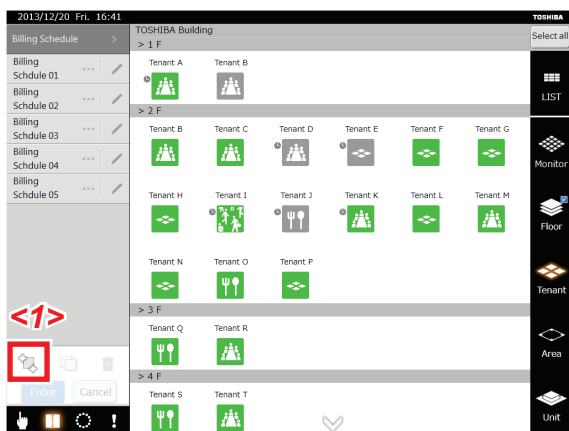 2013/12/20 Fri. 16:41
TOSHIBA
Billing Schedule >
TOSHIBA Building
Select all
> 1 F
Billing
Schdule 01 ...
Billing
Schdule 02 ...
Billing
Schdule 03 ...
Billing
Schdule 04 ...
Billing
Schdule 05 ...
Tenant A Tenant B
> 2 F
Tenant B Tenant C Tenant D Tenant E Tenant F Tenant G
Tenant H Tenant I Tenant J Tenant K Tenant L Tenant M
Tenant N Tenant O Tenant P
> 3 F
Tenant Q Tenant R
> 4 F
Tenant S Tenant T
<1>
Enter Cancel
!
LIST
Monitor
Floor
Tenant
Area
Unit